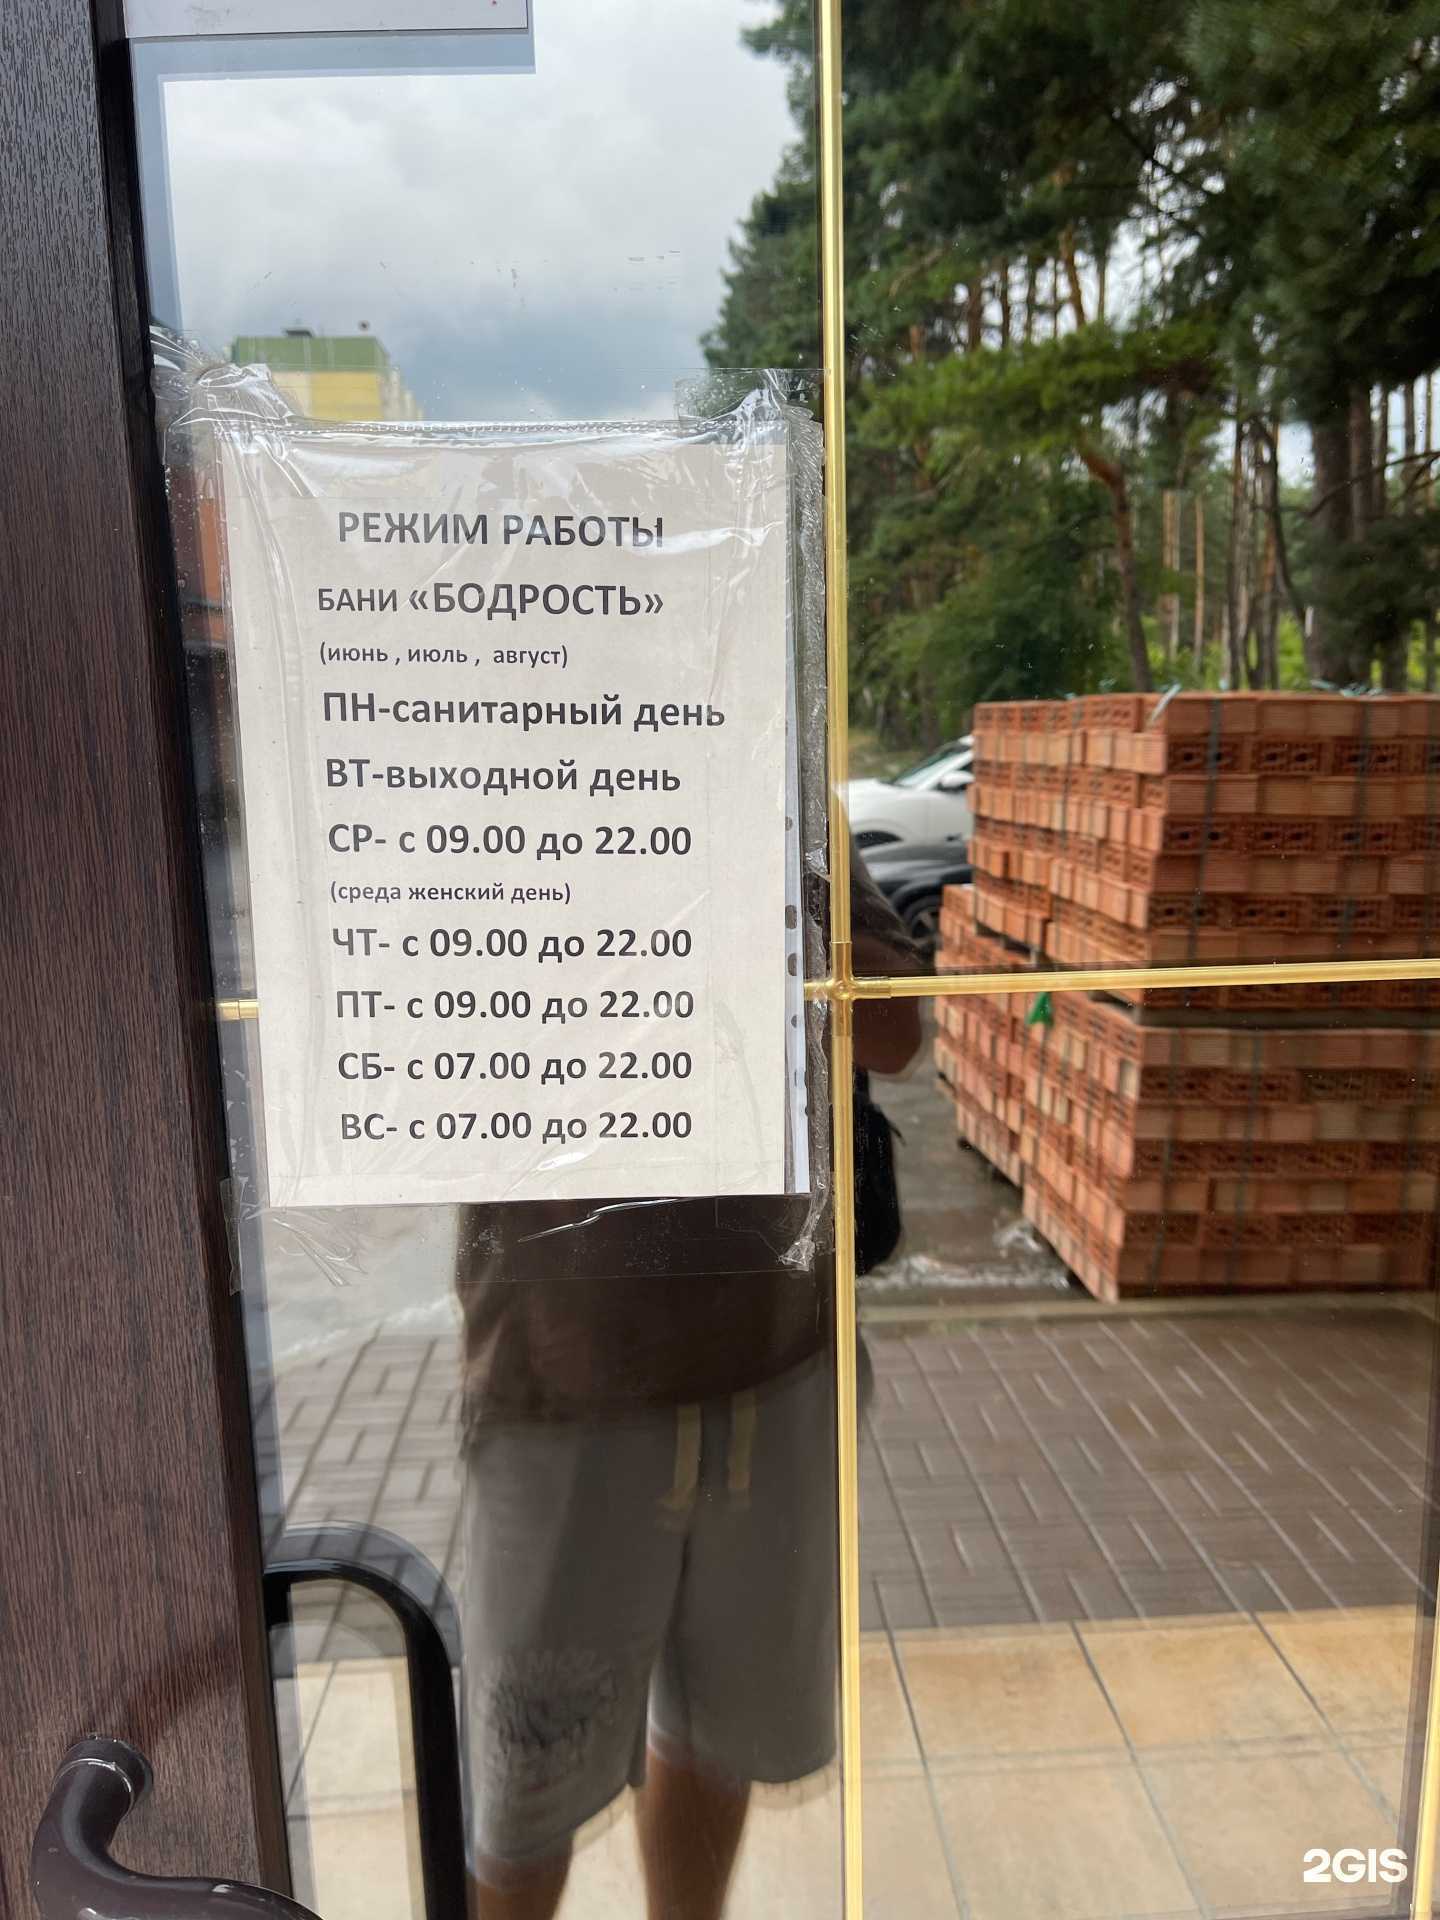 РЕЖИМ РАБОТЫ
БАНИ «БОДРОСТЬ»
(июнь , июль , август)
ПН-санитарный день
ВТ-выходной день
СР- с 09.00 до 22.00
(среда женский день)
ЧТ- с 09.00 до 22.00
ПТ- с 09.00 до 22.00
СБ- с 07.00 до 22.00
ВС- с 07.00 до 22.00
2GIS